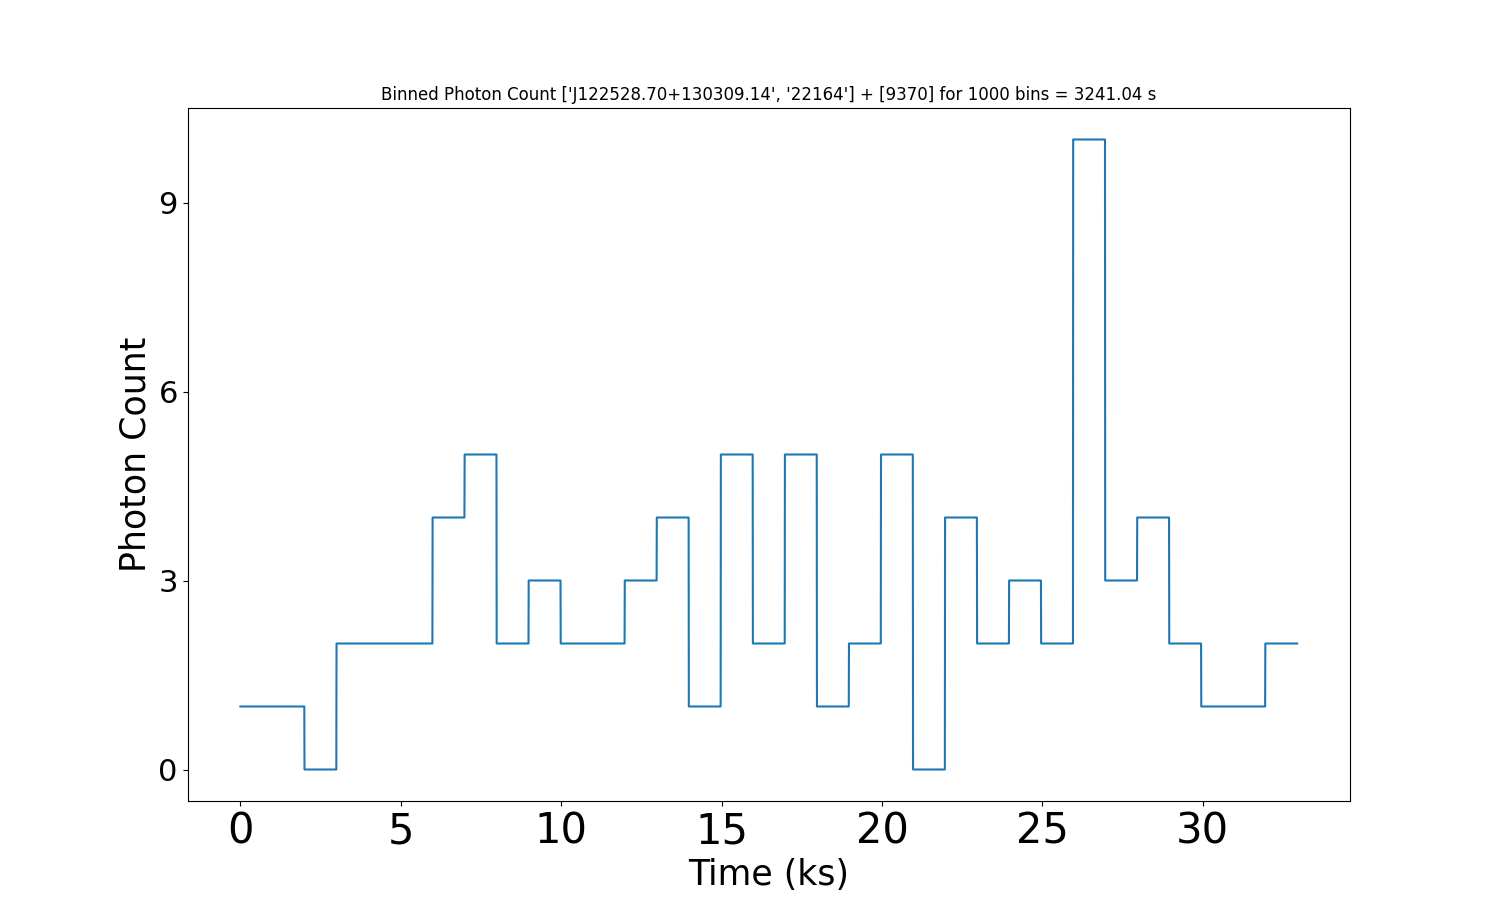 Binned Photon Count ['J122528.70+130309.14', '22164'] + [9370] for 1000 bins = 3241.04 s
9
6
3
0
Photon Count
0 5 10 15 20 25 30
Time (ks)